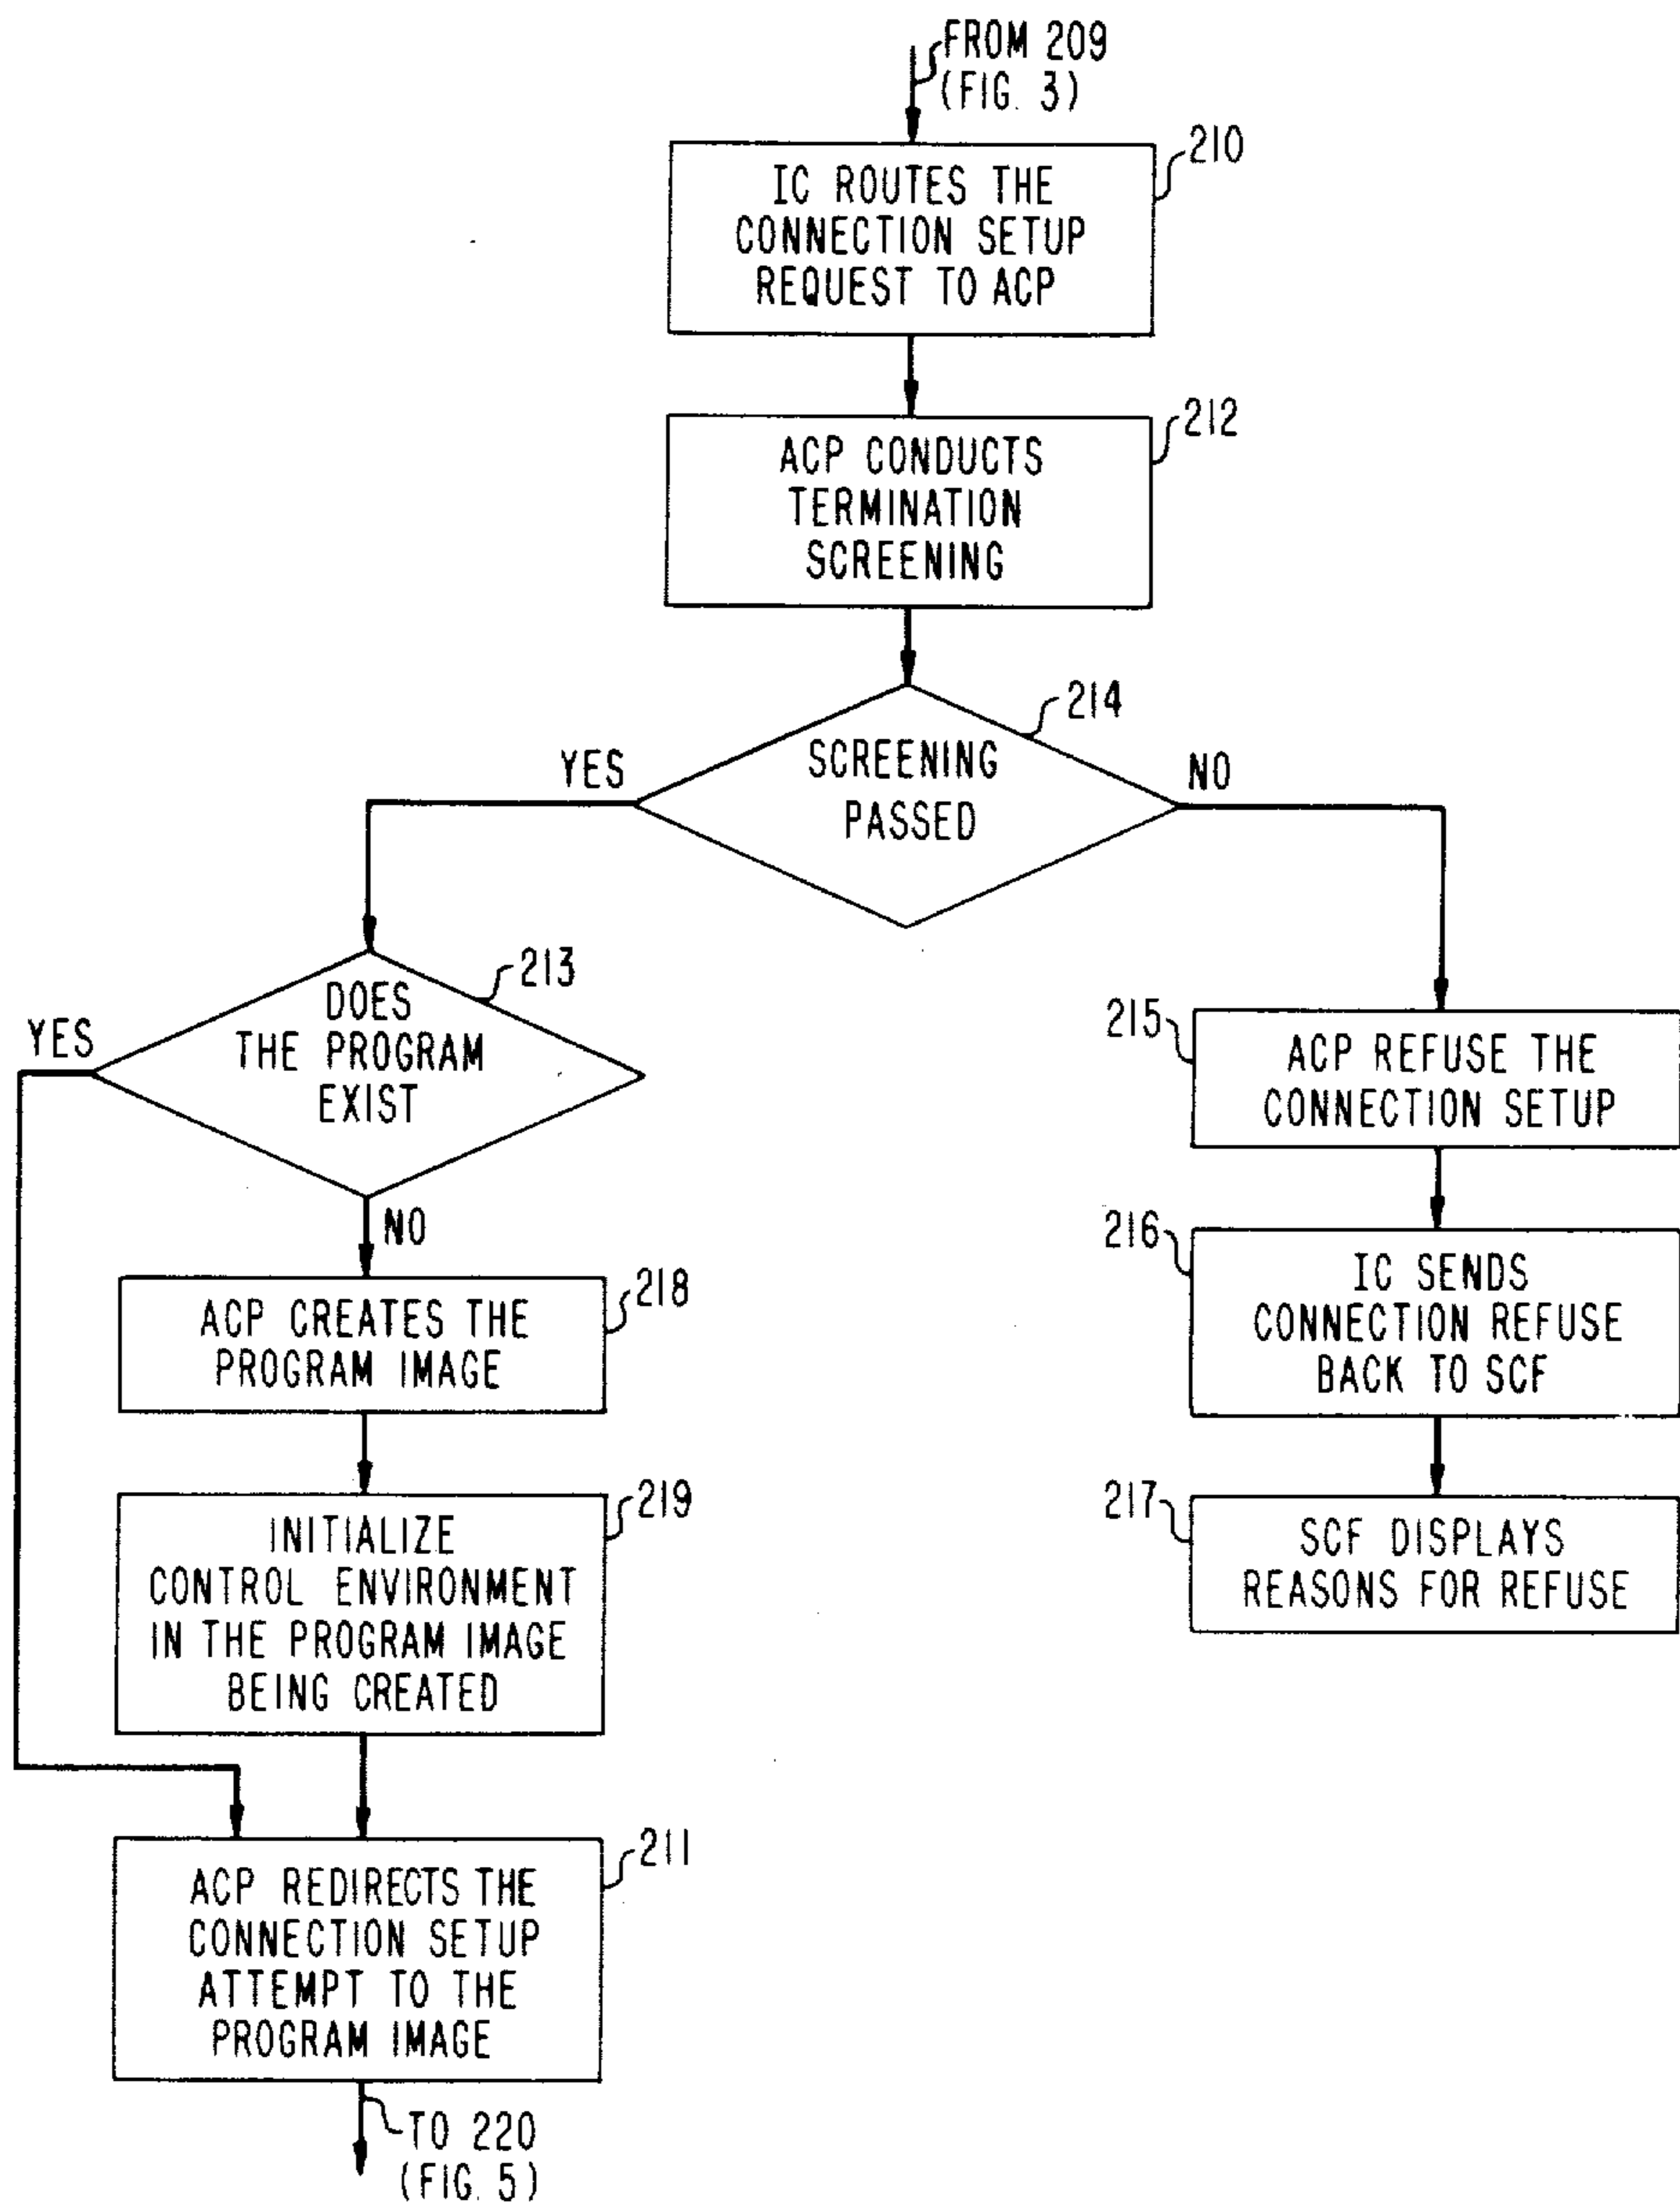 FROM 209
(FIG. 3)
210
IC ROUTES THE
CONNECTION SETUP
REQUEST TO ACP
212
ACP CONDUCTS
TERMINATION
SCREENING
214
SCREENING
PASSED
YES
NO
213
DOES
THE PROGRAM
EXIST
YES
NO
218
ACP CREATES THE
PROGRAM IMAGE
219
INITIALIZE
CONTROL ENVIRONMENT
IN THE PROGRAM IMAGE
BEING CREATED
211
ACP REDIRECTS THE
CONNECTION SETUP
ATTEMPT TO THE
PROGRAM IMAGE
TO 220
(FIG. 5)
215
ACP REFUSE THE
CONNECTION SETUP
216
IC SENDS
CONNECTION REFUSE
BACK TO SCF
217
SCF DISPLAYS
REASONS FOR REFUSE